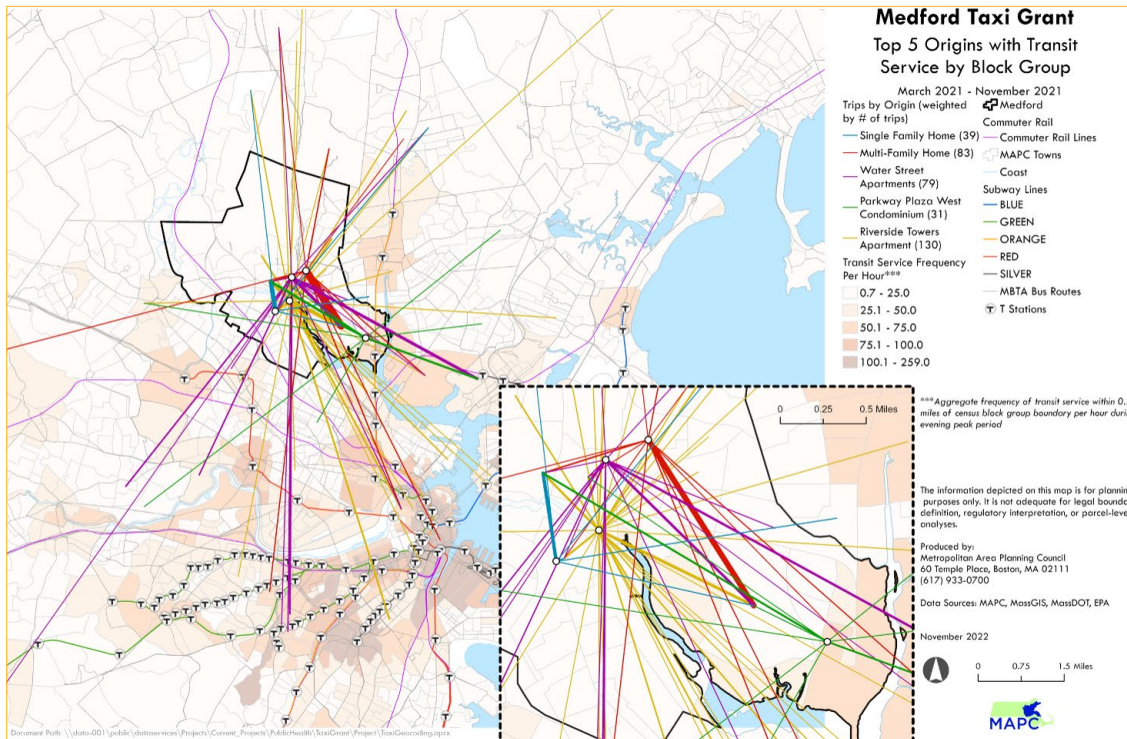 Medford Taxi Grant
Top 5 Origins with Transit
Service by Block Group
March 2021 - November 2021
Trips by Origin (weighted
by # of trips)
Single Family Home (39)
Multi-Family Home (83)
Water Street
Apartments (79)
Parkway Plaza West
Condominium (31)
Riverside Towers
Apartment (130)
Transit Service Frequency
Per Hour***
0.7 - 25.0
25.1 - 50.0
50.1 - 75.0
75.1 - 100.0
100.1 - 259.0
Medford
Commuter Rail
Commuter Rail Lines
MAPC Towns
Coast
Subway Lines
BLUE
GREEN
ORANGE
RED
SILVER
MBTA Bus Routes
T Stations
0 0.25 0.5 Miles
***Aggregate frequency of transit service within 0.
miles of census block group boundary per hour duri
evening peak period
The information depicted on this map is for plannin
purposes only. It is not adequate for legal bounda
definition, regulatory interpretation, or parcel-leve
analyses.
Produced by:
Metropolitan Area Planning Council
60 Temple Place, Boston, MA 02111
(617) 933-0700
Data Sources: MAPC, MassGIS, MassDOT, EPA
November 2022
0 0.75 1.5 Miles
MAPC
Document Path: \\data-001\public\dataservices\Projects\Current_Projects\PublicHealth\TaxiGrant\Project\TaxiGeocoding.aprx